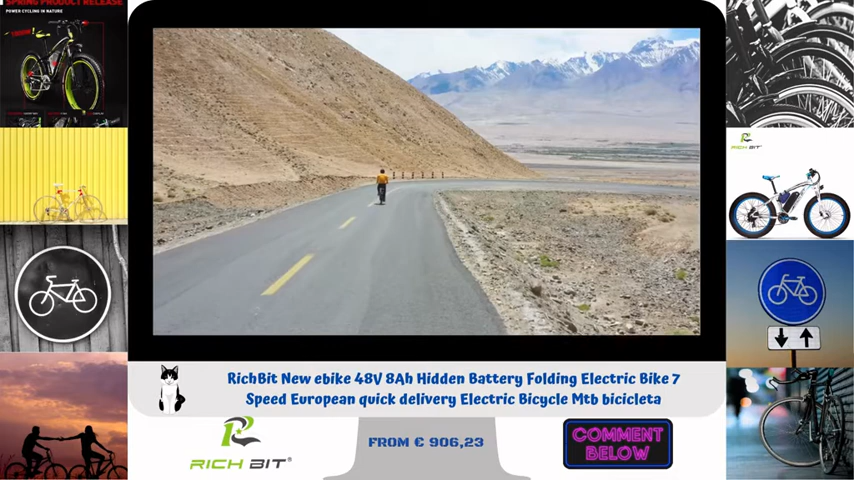 SPRING PRODUCT RELEASE
POWER CYCLING IN NATURE
RICH BIT
RichBit New ebike 48V 8Ah Hidden Battery Folding Electric Bike 7
Speed European quick delivery Electric Bicycle Mtb bicicleta
RICH BIT®
FROM € 906,23
COMMENT
BELOW